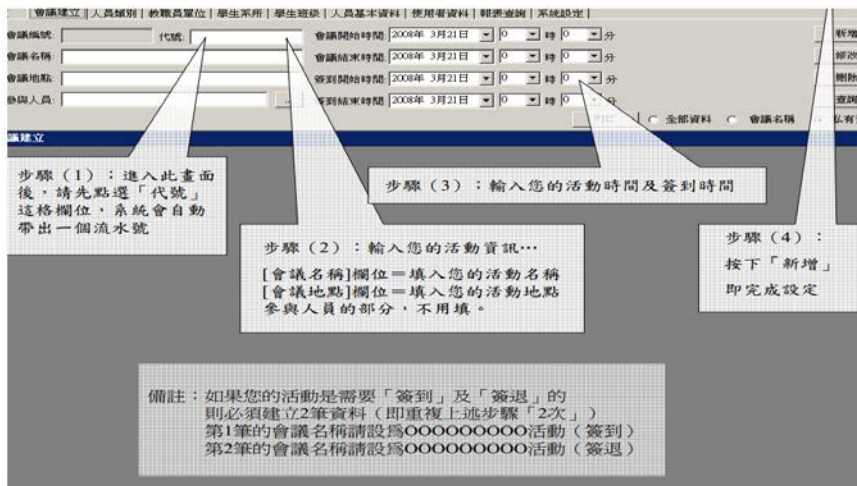 會議建立 人員類別 教職員單位 學生系所 學生班級 人員基本資料 使用者資料 報表查詢 系統設定
會議編號: 代號: 會議開始時間: 2008年 3月21日 0 時 0 分 新增
會議名稱: 會議結束時間: 2008年 3月21日 0 時 0 分 修改
會議地點: 簽到開始時間: 2008年 3月21日 0 時 0 分 刪除
參與人員: ... 簽到結束時間: 2008年 3月21日 0 時 0 分 查詢
全部資料 會議名稱 私有
議建立
步驟(1):進入此畫面
後,請先點選「代號」
這格欄位,系統會自動
帶出一個流水號
步驟(2):輸入您的活動資訊…
[會議名稱]欄位=填入您的活動名稱
[會議地點]欄位=填入您的活動地點
參與人員的部分,不用填。
步驟(3):輸入您的活動時間及簽到時間
步驟(4):
按下「新增」
即完成設定
備註:如果您的活動是需要「簽到」及「簽退」的
則必須建立2筆資料(即重複上述步驟「2次」)
第1筆的會議名稱請設爲OOOOOOOOO活動(簽到)
第2筆的會議名稱請設爲OOOOOOOOO活動(簽退)